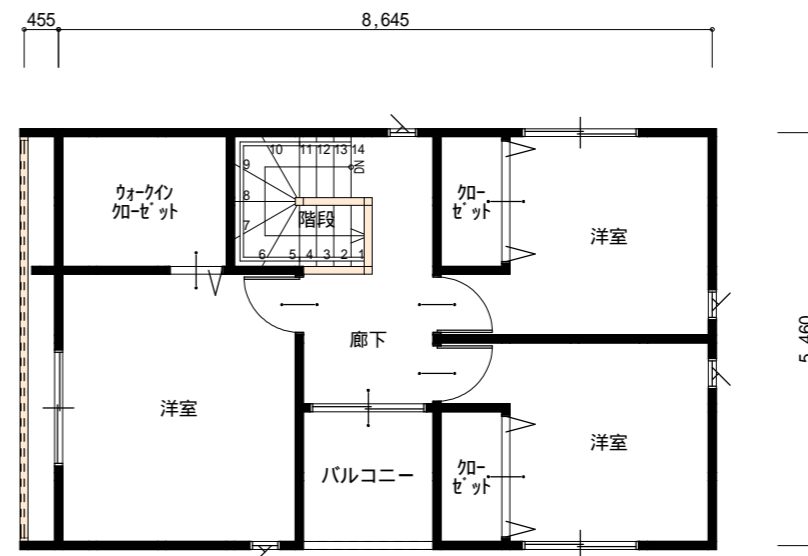 455
8,645
10 11 12 13 14
DN
9
8
7
6 5 4 3 2 1
階段
ｳｫｰｸｲﾝ
ｸﾛｰｾﾞｯﾄ
ｸﾛｰ
ｾﾞｯﾄ
洋室
廊下
5,460
洋室
バルコニー
ｸﾛｰ
ｾﾞｯﾄ
洋室